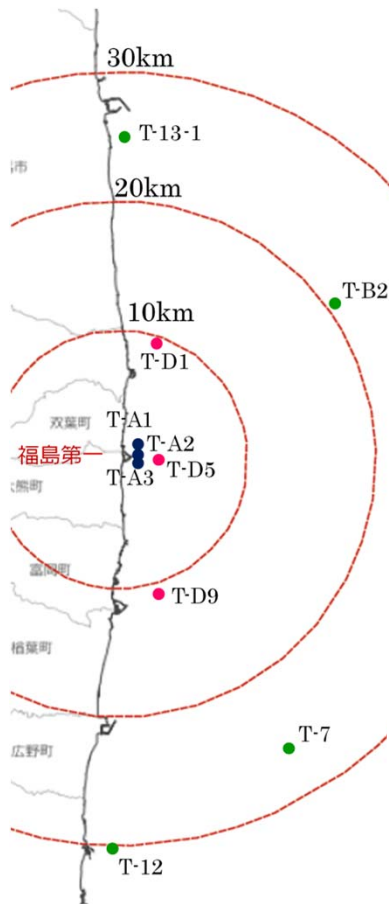 30km
T-13-1
市
20km
T-B2
10km
T-D1
双葉町
T-A1
T-A2
福島第一
T-D5
T-A3
大熊町
富岡町
T-D9
楢葉町
T-7
広野町
T-12